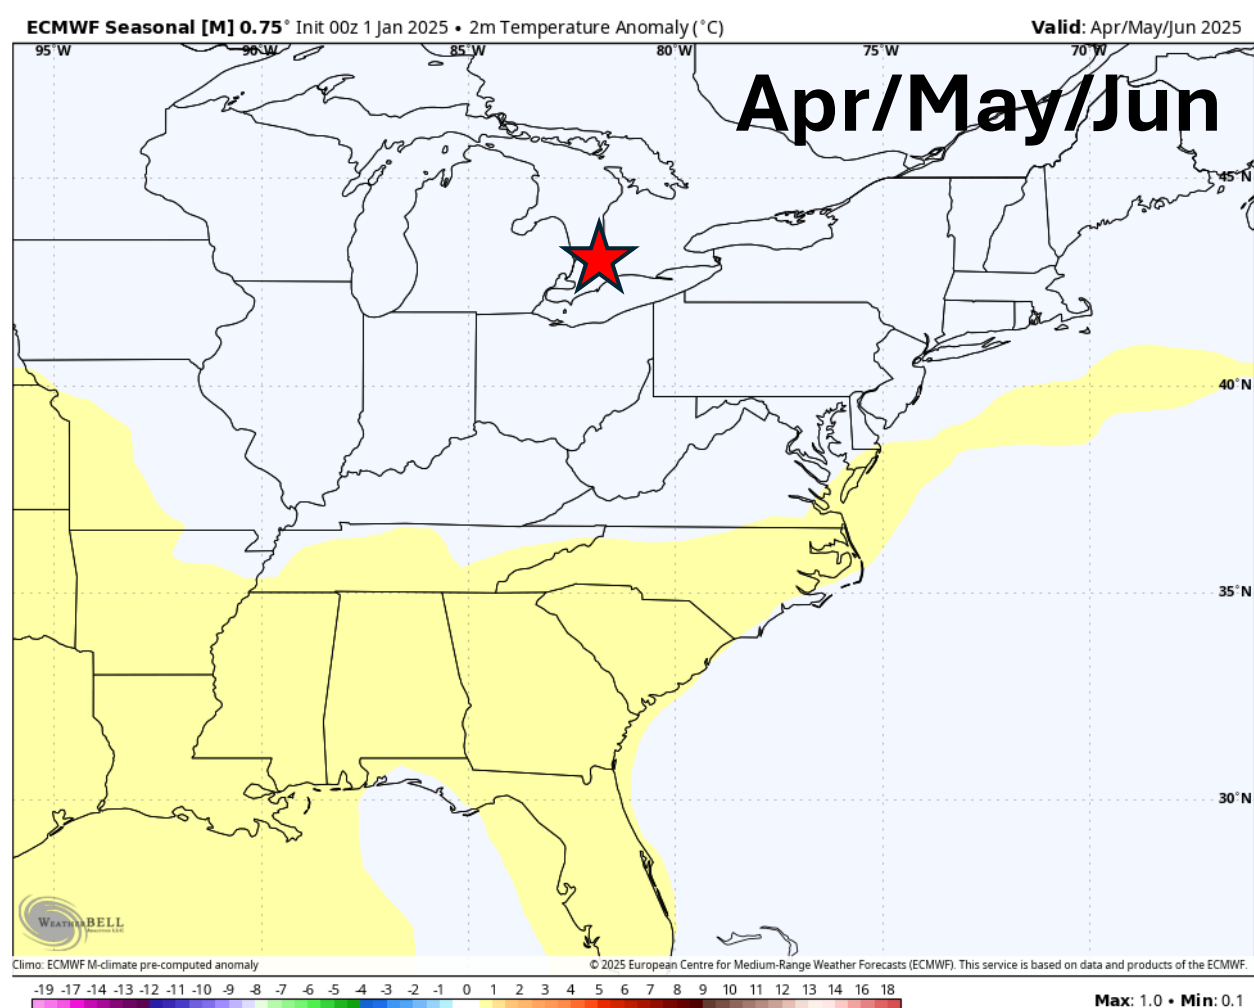 ECMWF Seasonal [M] 0.75° Init 00z 1 Jan 2025 • 2m Temperature Anomaly (°C) Valid: Apr/May/Jun 2025
95°W 90°W 85°W 80°W 75°W 70°W
Apr/May/Jun
45°N
40°N
35°N
30°N
WEATHERBELL
Climo: ECMWF M-climate pre-computed anomaly © 2025 European Centre for Medium-Range Weather Forecasts (ECMWF). This service is based on data and products of the ECMWF.
-19 -17 -14 -13 -12 -11 -10 -9 -8 -7 -6 -5 -4 -3 -2 -1 0 1 2 3 4 5 6 7 8 9 10 11 12 13 14 16 18
Max: 1.0 • Min: 0.1